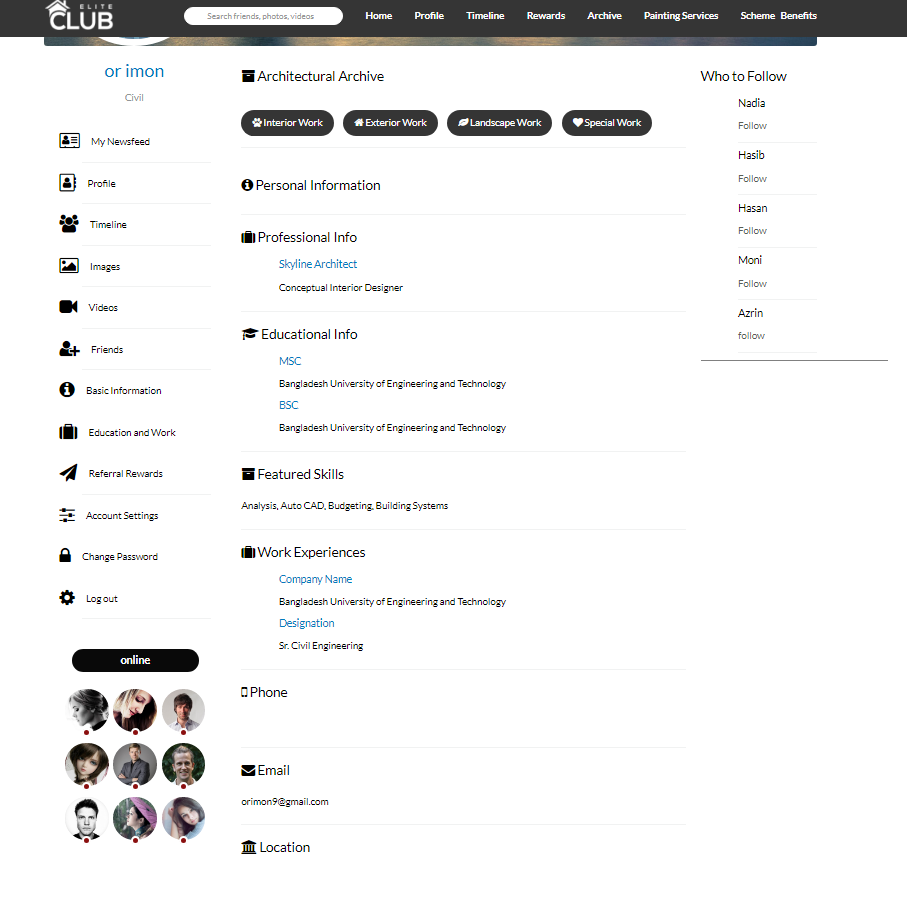 ELITE
CLUB
Search friends, photos, videos
Home Profile Timeline Rewards Archive Painting Services Scheme Benefits
or imon
Civil
My Newsfeed
Profile
Timeline
Images
Videos
Friends
Basic Information
Education and Work
Referral Rewards
Account Settings
Change Password
Log out
online
Architectural Archive
Interior Work Exterior Work Landscape Work Special Work
Personal Information
Professional Info
Skyline Architect
Conceptual Interior Designer
Educational Info
MSC
Bangladesh University of Engineering and Technology
BSC
Bangladesh University of Engineering and Technology
Featured Skills
Analysis, Auto CAD, Budgeting, Building Systems
Work Experiences
Company Name
Bangladesh University of Engineering and Technology
Designation
Sr. Civil Engineering
Phone
Email
orimon9@gmail.com
Location
Who to Follow
Nadia
Follow
Hasib
Follow
Hasan
Follow
Moni
Follow
Azrin
follow